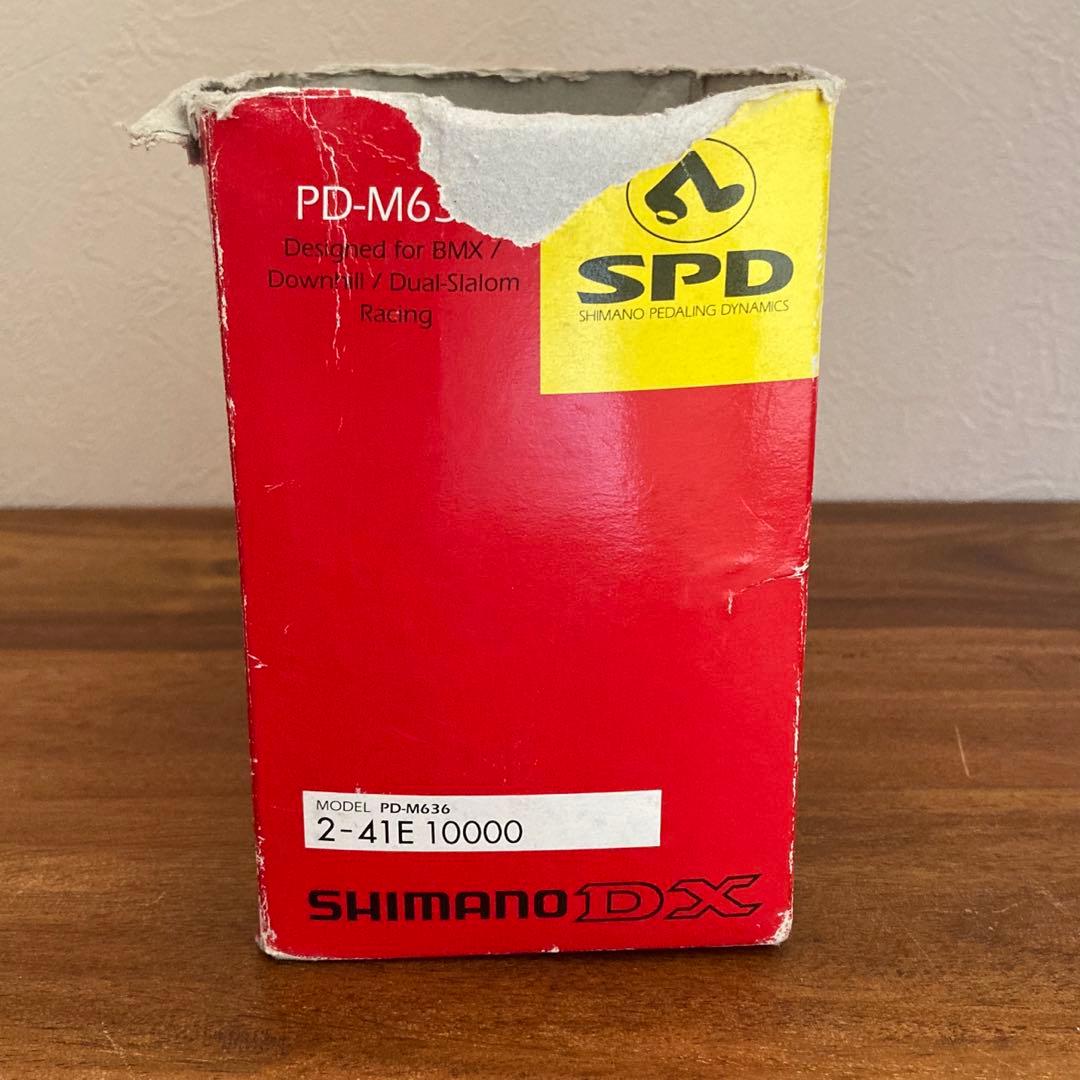 PD-M63
Designed for BMX /
Downhill / Dual-Slalom
Racing
SPD
SHIMANO PEDALING DYNAMICS
MODEL PD-M636
2-41E 10000
SHIMANO DX